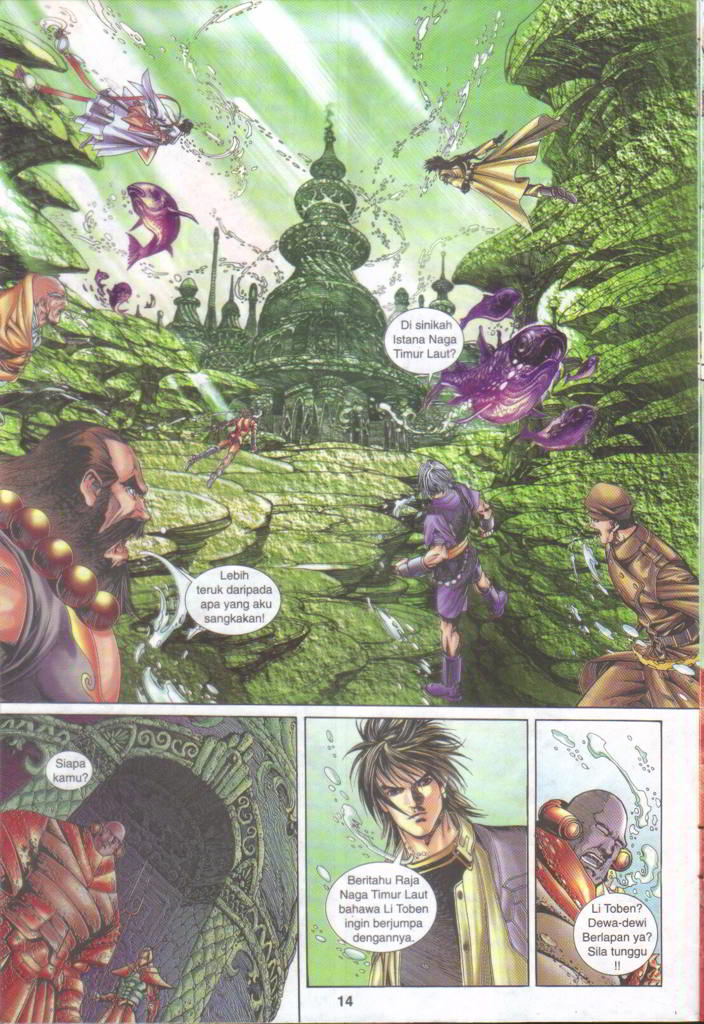 Di sinikah
Istana Naga
Timur Laut?
Lebih
teruk daripada
apa yang aku
sangkakan!
Siapa
kamu?
Beritahu Raja
Naga Timur Laut
bahawa Li Toben
ingin berjumpa
dengannya.
Li Toben?
Dewa-dewi
Berlapan ya?
Sila tunggu
!!
14